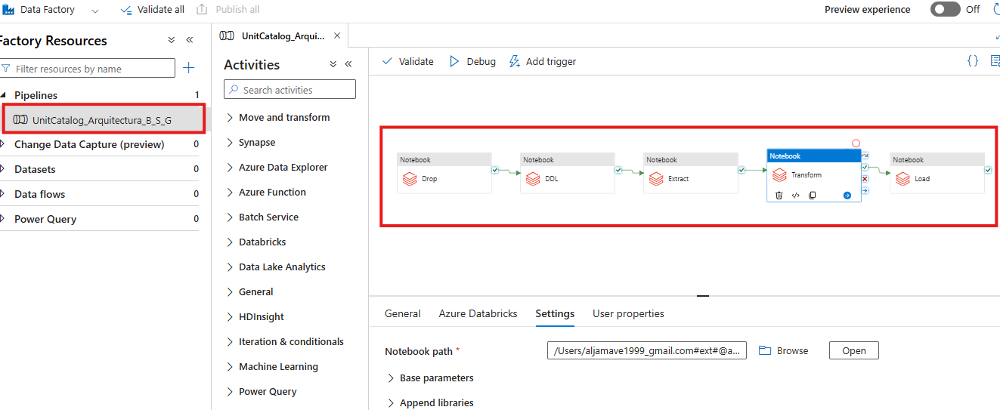 Data Factory
Validate all
Publish all
Preview experience
Off
Factory Resources
Filter resources by name
Pipelines 1
UnitCatalog_Arquitectura_B_S_G
Change Data Capture (preview) 0
Datasets 0
Data flows 0
Power Query 0
UnitCatalog_Arqui...
Activities
Search activities
Move and transform
Synapse
Azure Data Explorer
Azure Function
Batch Service
Databricks
Data Lake Analytics
General
HDInsight
Iteration & conditionals
Machine Learning
Power Query
Validate
Debug
Add trigger
Notebook
Drop
Notebook
DDL
Notebook
Extract
Notebook
Transform
Notebook
Load
General
Azure Databricks
Settings
User properties
Notebook path *
/Users/aljamave1999_gmail.com#ext#@a...
Browse
Open
Base parameters
Append libraries